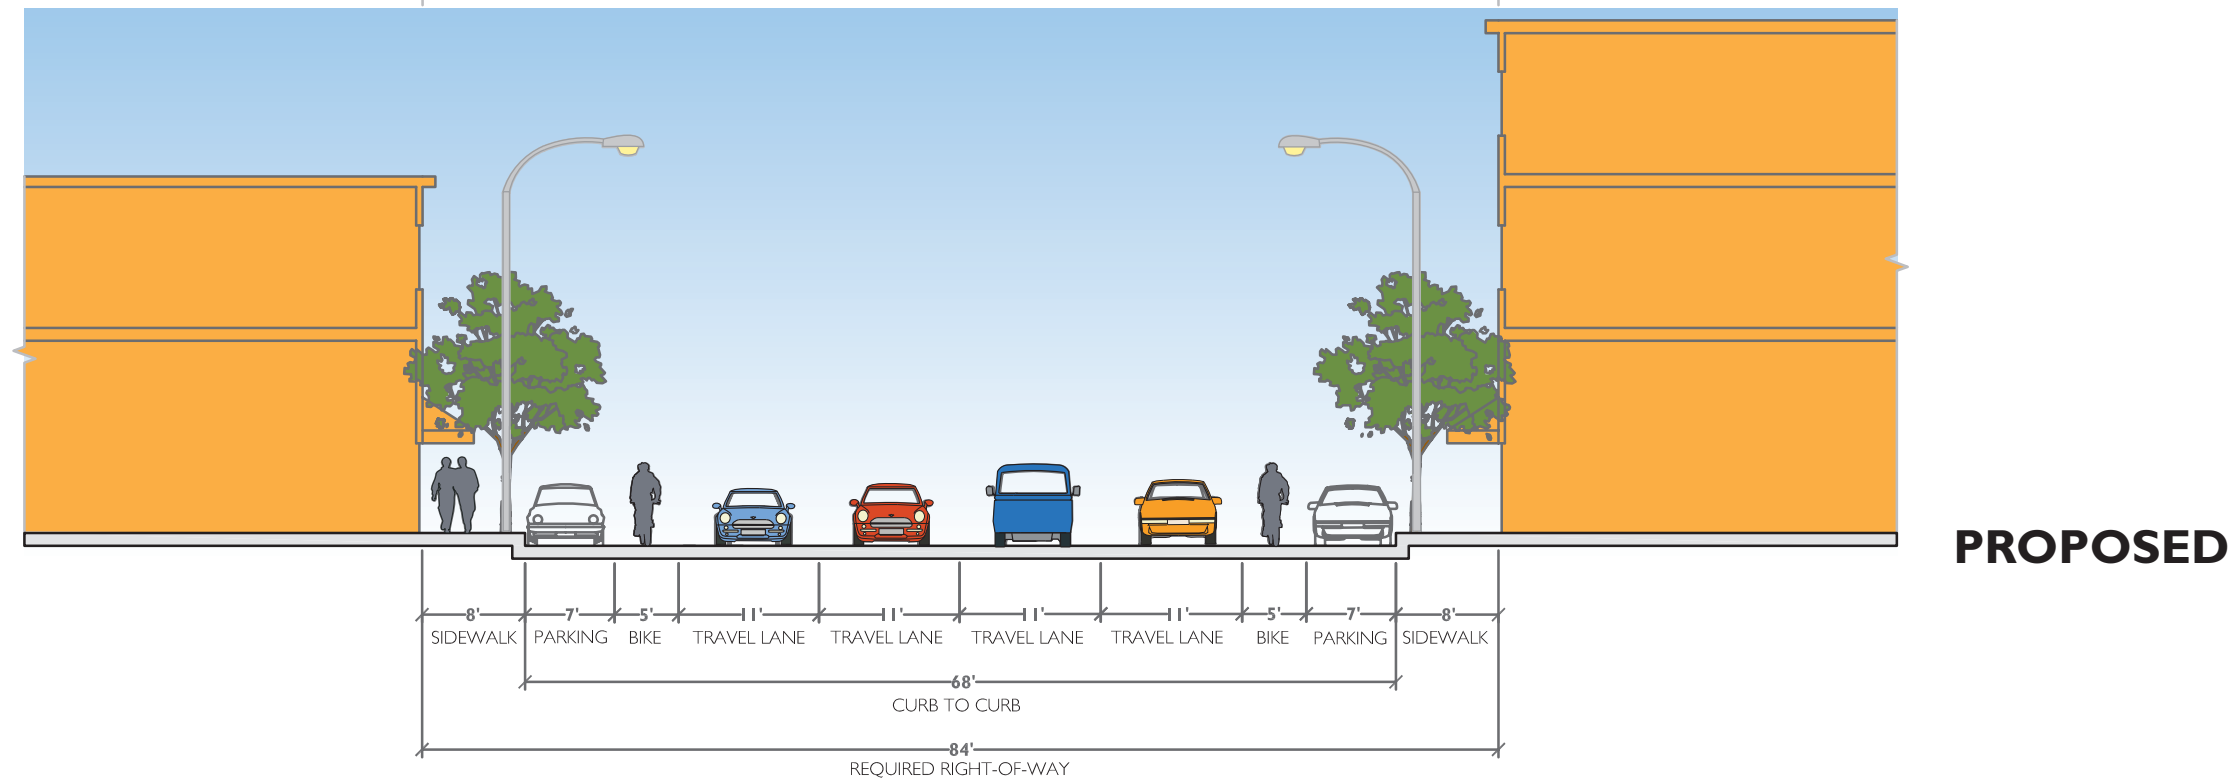 PROPOSED
8' 7' 5' 11' 11' 11' 11' 5' 7' 8'
SIDEWALK PARKING BIKE TRAVEL LANE TRAVEL LANE TRAVEL LANE TRAVEL LANE BIKE PARKING SIDEWALK
68'
CURB TO CURB
84'
REQUIRED RIGHT-OF-WAY